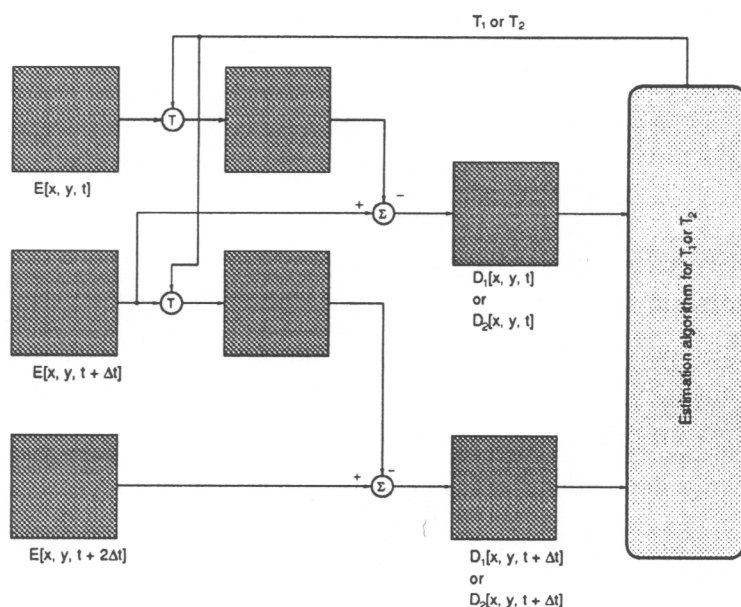 T₁ or T₂
T
E[x, y, t]
−
+
Σ
T
D₁[x, y, t]
or
D₂[x, y, t]
E[x, y, t + Δt]
Estimation algorithm for T₁ or T₂
−
+
Σ
E[x, y, t + 2Δt]
D₁[x, y, t + Δt]
or
D₂[x, y, t + Δt]